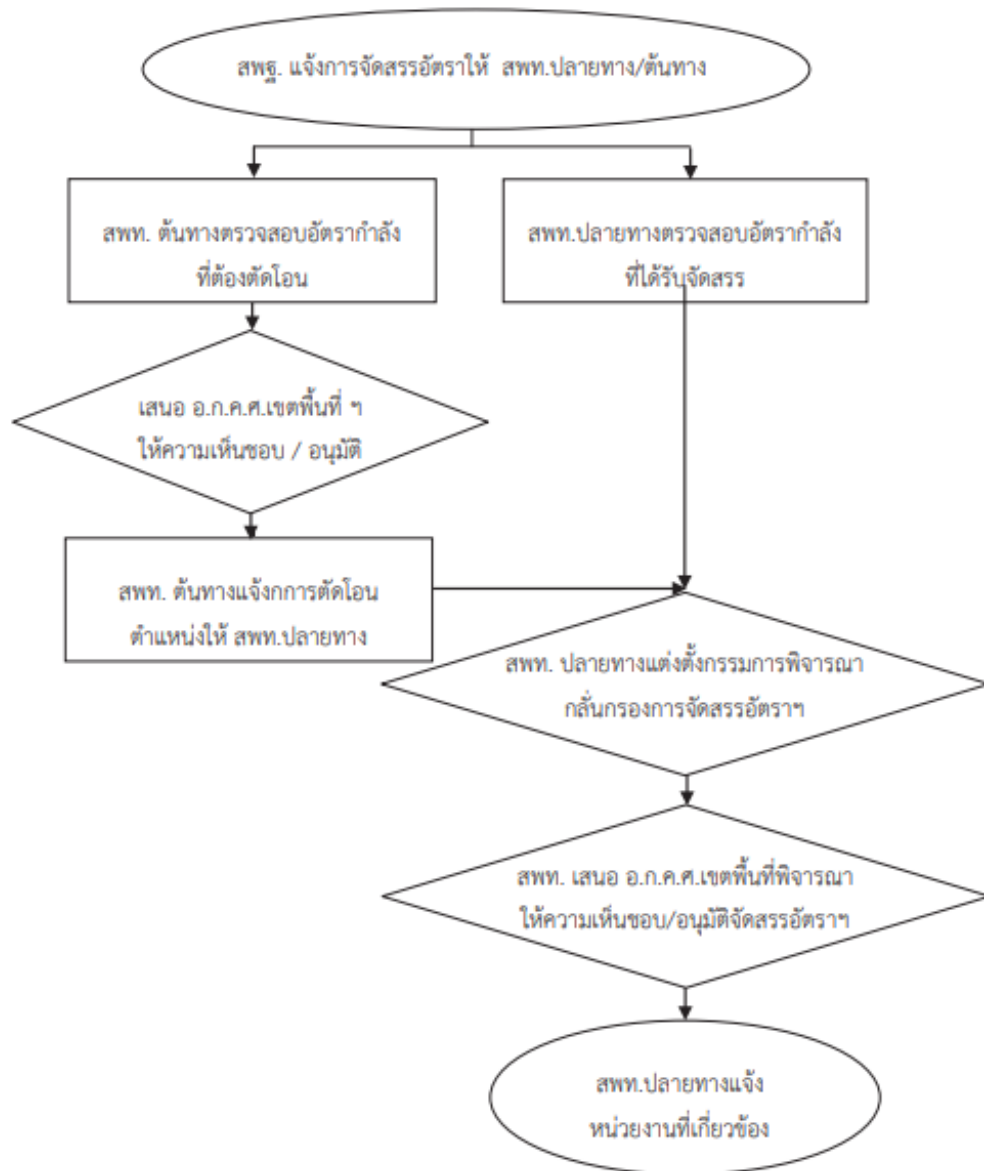 สพฐ. แจ้งการจัดสรรอัตราให้ สพท.ปลายทาง/ต้นทาง
สพท. ต้นทางตรวจสอบอัตรากำลัง
ที่ต้องตัดโอน
สพท.ปลายทางตรวจสอบอัตรากำลัง
ที่ได้รับจัดสรร
เสนอ อ.ก.ค.ศ.เขตพื้นที่ ฯ
ให้ความเห็นชอบ / อนุมัติ
สพท. ต้นทางแจ้งกการตัดโอน
ตำแหน่งให้ สพท.ปลายทาง
สพท. ปลายทางแต่งตั้งกรรมการพิจารณา
กลั่นกรองการจัดสรรอัตราฯ
สพท. เสนอ อ.ก.ค.ศ.เขตพื้นที่พิจารณา
ให้ความเห็นชอบ/อนุมัติจัดสรรอัตราฯ
สพท.ปลายทางแจ้ง
หน่วยงานที่เกี่ยวข้อง